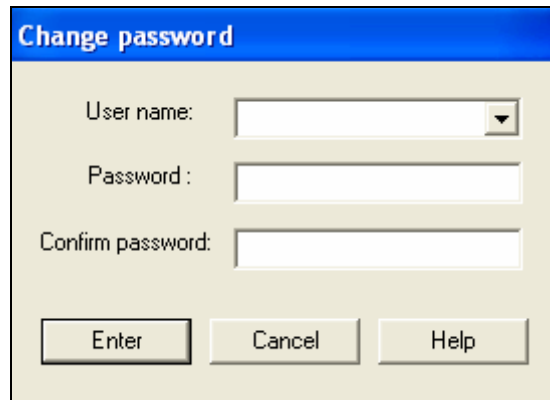 Change password
User name:
Password :
Confirm password:
Enter Cancel Help